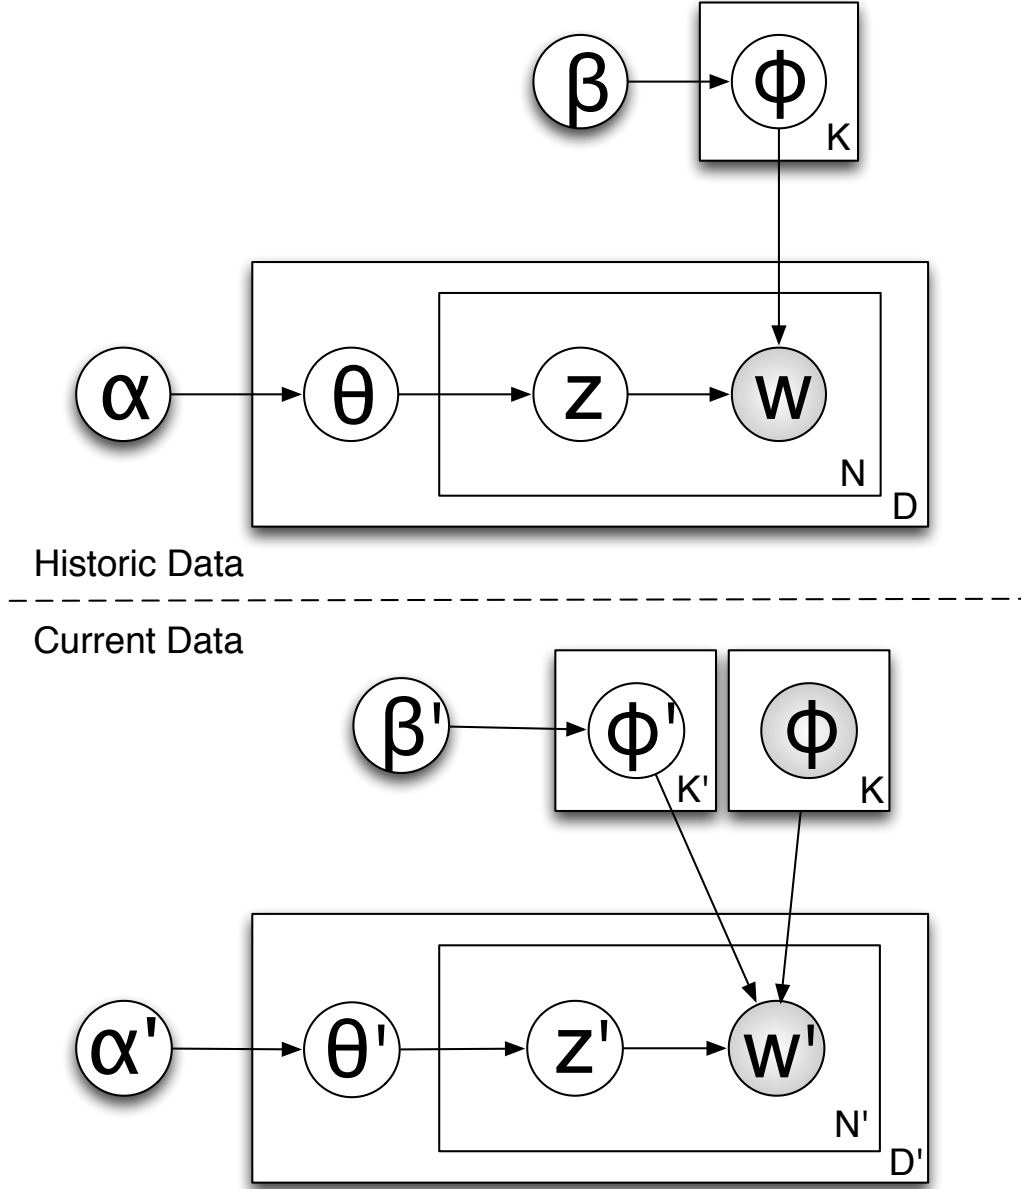 β ϕ
K
α θ z w
N
D
Historic Data
Current Data
β' ϕ' ϕ
K' K
α' θ' z' w'
N'
D'